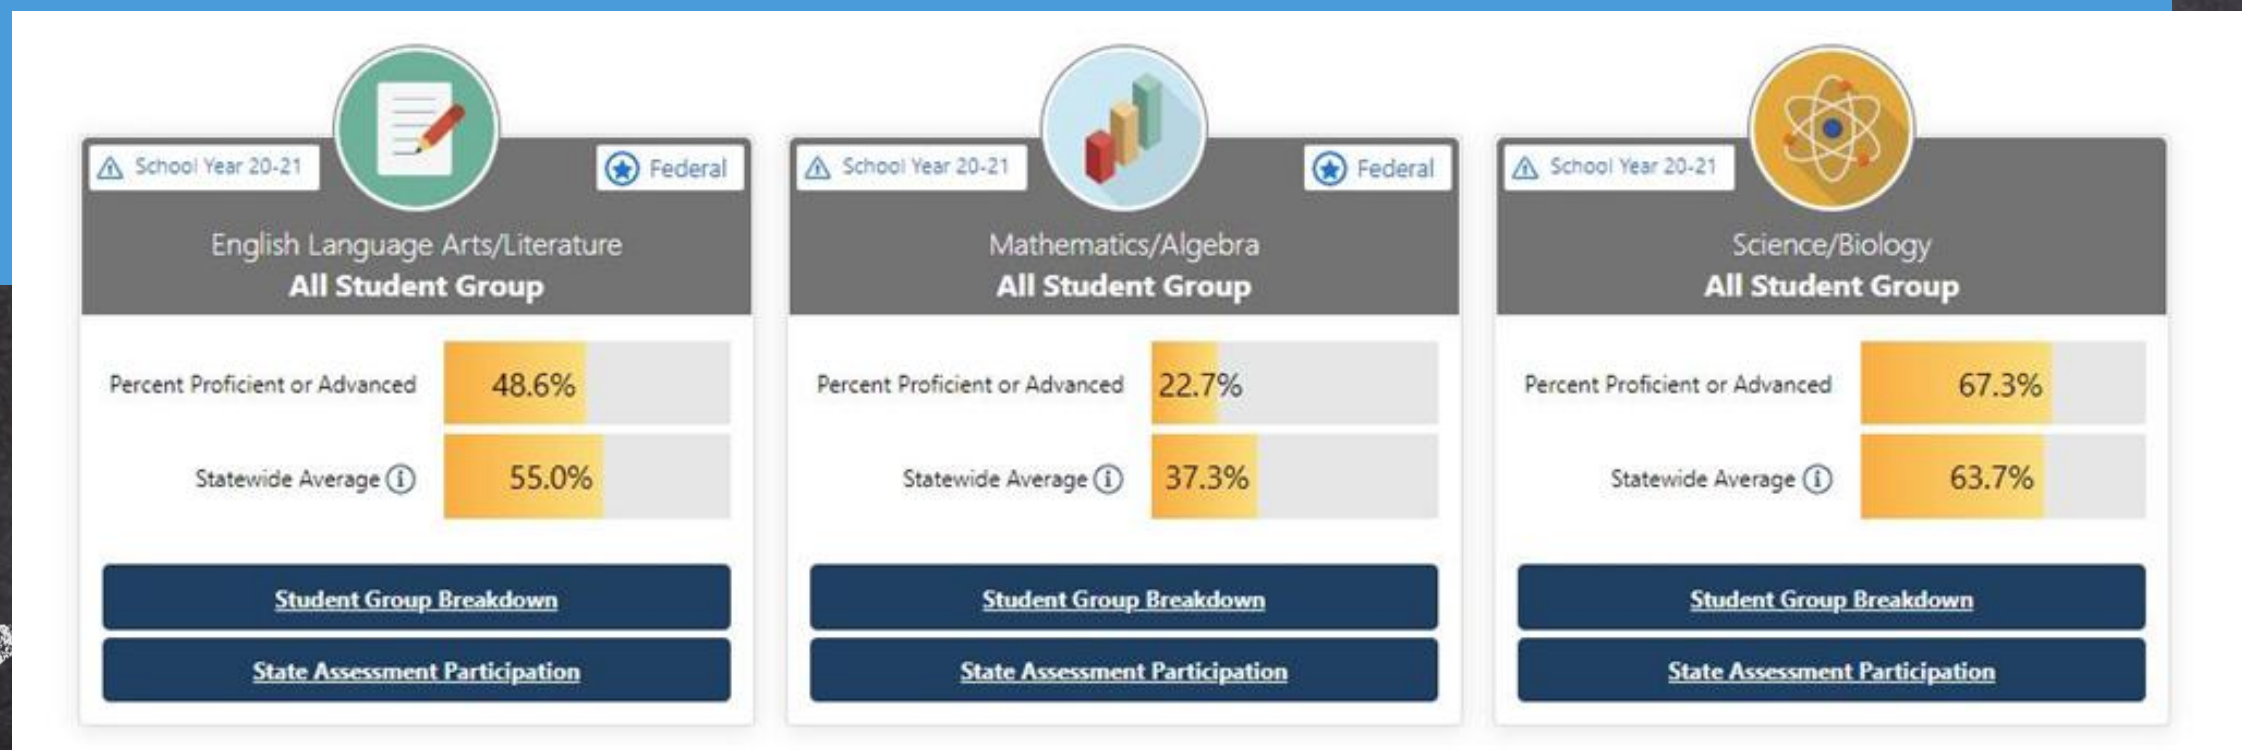 School Year 20-21
Federal
English Language Arts/Literature
All Student Group
Percent Proficient or Advanced
48.6%
Statewide Average
55.0%
Student Group Breakdown
State Assessment Participation
School Year 20-21
Federal
Mathematics/Algebra
All Student Group
Percent Proficient or Advanced
22.7%
Statewide Average
37.3%
Student Group Breakdown
State Assessment Participation
School Year 20-21
Science/Biology
All Student Group
Percent Proficient or Advanced
67.3%
Statewide Average
63.7%
Student Group Breakdown
State Assessment Participation